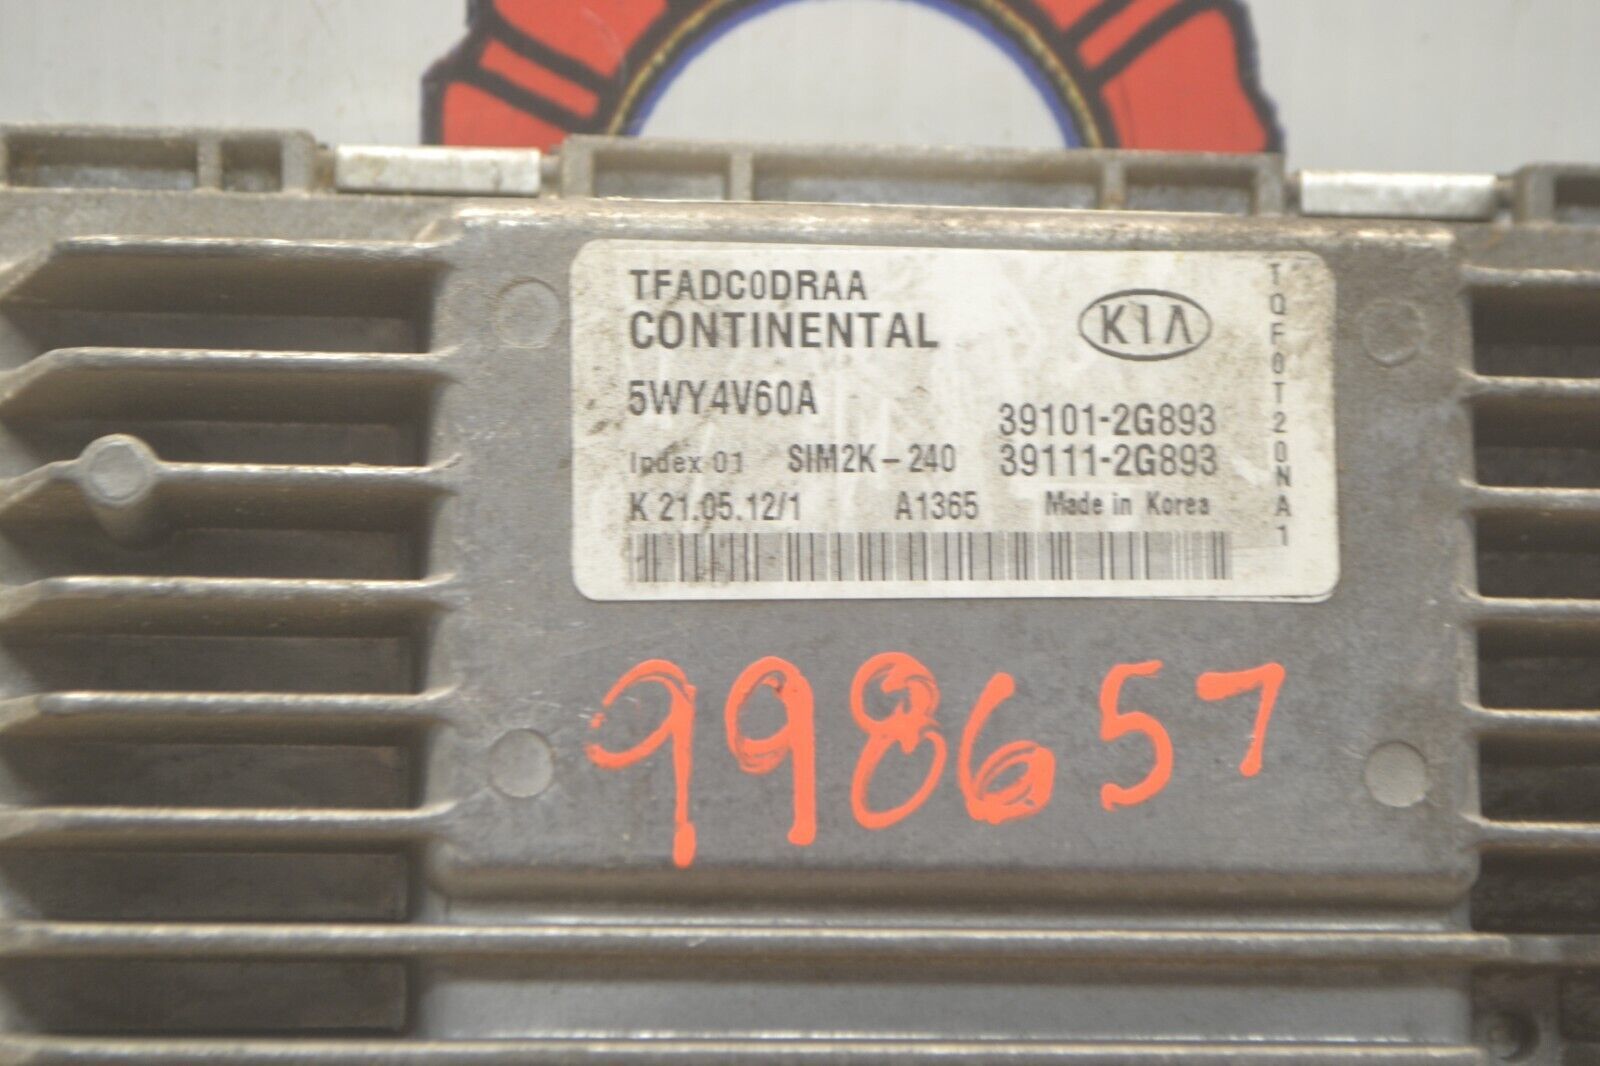 TFADC0DRAA
CONTINENTAL
KIA
5WY4V60A
39101-2G893
Index 01 SIM2K-240 39111-2G893
K 21.05.12/1 A1365 Made in Korea
TQF0T20NA1
998657